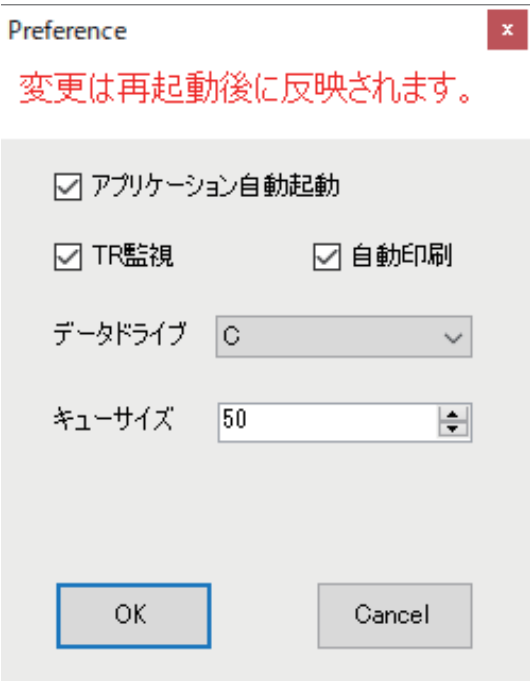 Preference x
変更は再起動後に反映されます。
アプリケーション自動起動
TR監視 自動印刷
データドライブ C
キューサイズ 50
OK Cancel